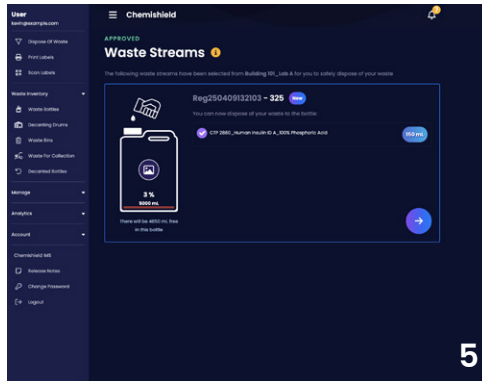 User
kevin@example.com
Dispose Of Waste
Print Labels
Scan Labels
Waste Inventory
Waste Bottles
Decanting Drums
Waste Bins
Waste For Collection
Decanted Bottles
Manage
Analytics
Account
Chemishield IMS
Release Notes
Change Password
Logout
Chemishield
APPROVED
Waste Streams
The following waste streams have been selected from Building 101_Lab A for you to safely dispose of your waste
Reg250409132103 - 325 New
You can now dispose of your waste to the bottle:
CTP 2860_Human Insulin ID A_100% Phosphoric Acid 150 mL
3 %
5000 mL
There will be 4850 mL free
in this bottle
5